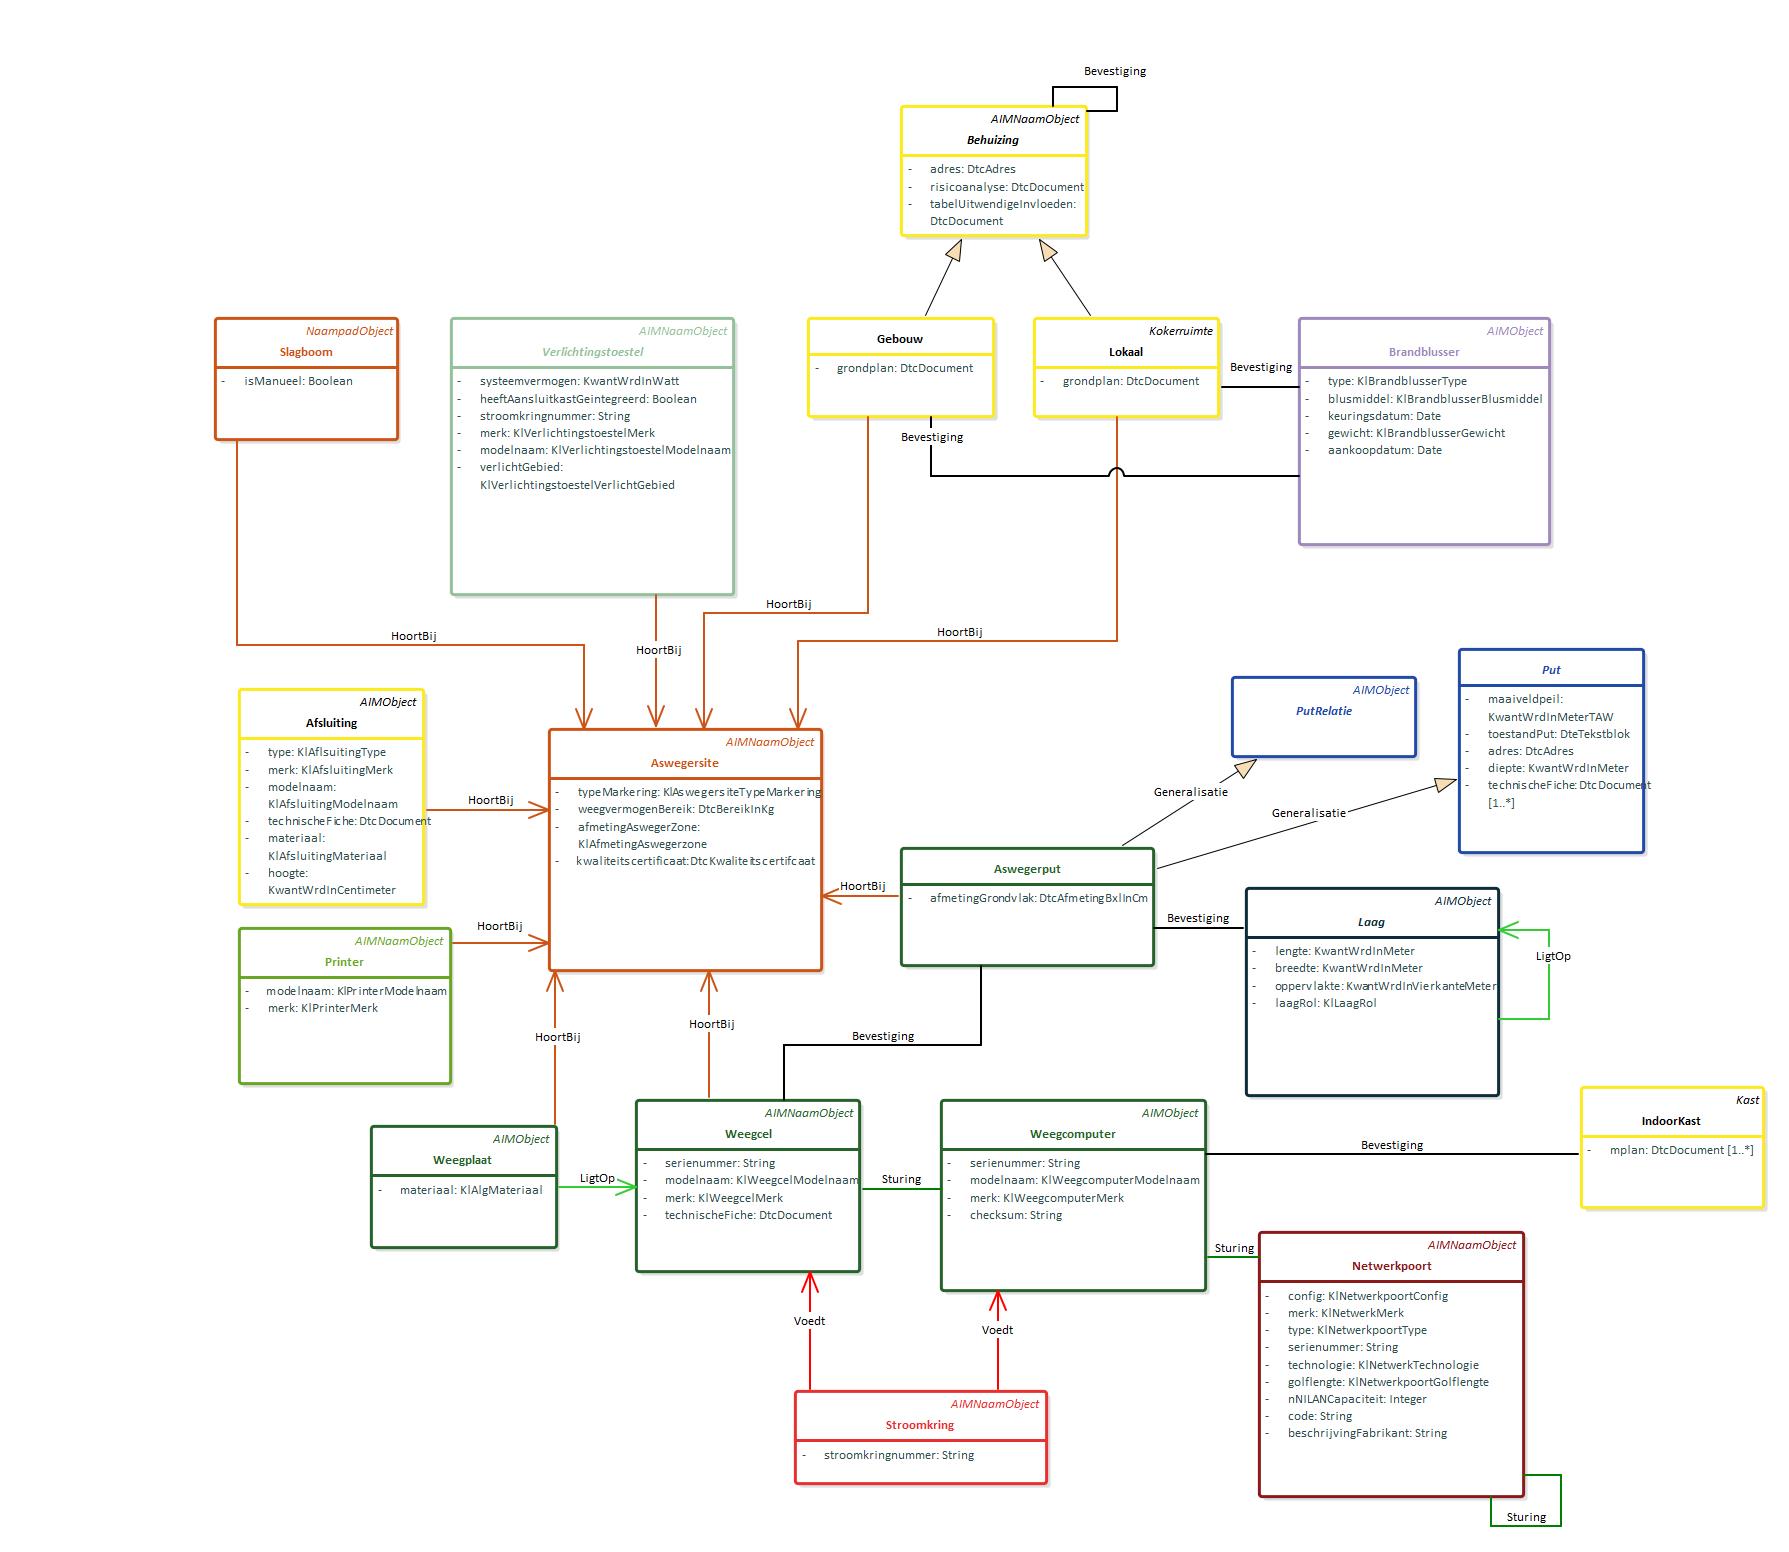 Bevestiging
AIMNaamObject
Behuizing
- adres: DtcAdres
- risicoanalyse: DtcDocument
- tabelUitwendigeInvloeden:
DtcDocument
NaampadObject
Slagboom
- isManueel: Boolean
AIMNaamObject
Verlichtingstoestel
- systeemvermogen: KwantWrdInWatt
- heeftAansluitkastGeintegreerd: Boolean
- stroomkringnummer: String
- merk: KlVerlichtingstoestelMerk
- modelnaam: KlVerlichtingstoestelModelnaam
- verlichtGebied:
KlVerlichtingstoestelVerlichtGebied
Gebouw
- grondplan: DtcDocument
Kokerruimte
Lokaal
- grondplan: DtcDocument
Bevestiging
AIMObject
Brandblusser
- type: KlBrandblusserType
- blusmiddel: KlBrandblusserBlusmiddel
- keuringsdatum: Date
- gewicht: KlBrandblusserGewicht
- aankoopdatum: Date
Bevestiging
HoortBij
HoortBij
HoortBij
HoortBij
AIMObject
Afsluiting
- type: KlAflsuitingType
- merk: KlAfsluitingMerk
- modelnaam:
KlAfsluitingModelnaam
- technischeFiche: DtcDocument
- materiaal:
KlAfsluitingMateriaal
- hoogte:
KwantWrdInCentimeter
HoortBij
AIMNaamObject
Aswegersite
- typeMarkering: KlAswegersiteTypeMarkering
- weegvermogenBereik: DtcBereikInKg
- afmetingAswegerZone:
KlAfmetingAswegerzone
- kwaliteitscertificaat: DtcKwaliteitscertifcaat
AIMObject
PutRelatie
Put
- maaiveldpeil:
KwantWrdInMeterTAW
- toestandPut: DteTekstblok
- adres: DtcAdres
- diepte: KwantWrdInMeter
- technischeFiche: DtcDocument
[1..*]
Generalisatie
Generalisatie
Aswegerput
- afmetingGrondvlak: DtcAfmetingBxlInCm
HoortBij
Bevestiging
AIMObject
Laag
- lengte: KwantWrdInMeter
- breedte: KwantWrdInMeter
- oppervlakte: KwantWrdInVierkanteMeter
- laagRol: KlLaagRol
LigtOp
AIMNaamObject
Printer
- modelnaam: KlPrinterModelnaam
- merk: KlPrinterMerk
HoortBij
HoortBij
HoortBij
Bevestiging
AIMObject
Weegplaat
- materiaal: KlAlgMateriaal
LigtOp
AIMNaamObject
Weegcel
- serienummer: String
- modelnaam: KlWeegcelModelnaam
- merk: KlWeegcelMerk
- technischeFiche: DtcDocument
Sturing
AIMObject
Weegcomputer
- serienummer: String
- modelnaam: KlWeegcomputerModelnaam
- merk: KlWeegcomputerMerk
- checksum: String
Bevestiging
Kast
IndoorKast
- mplan: DtcDocument [1..*]
Sturing
AIMNaamObject
Netwerkpoort
- config: KlNetwerkpoortConfig
- merk: KlNetwerkMerk
- type: KlNetwerkpoortType
- serienummer: String
- technologie: KlNetwerkTechnologie
- golflengte: KlNetwerkpoortGolflengte
- nNILANCapaciteit: Integer
- code: String
- beschrijvingFabrikant: String
Sturing
Voedt
Voedt
AIMNaamObject
Stroomkring
- stroomkringnummer: String